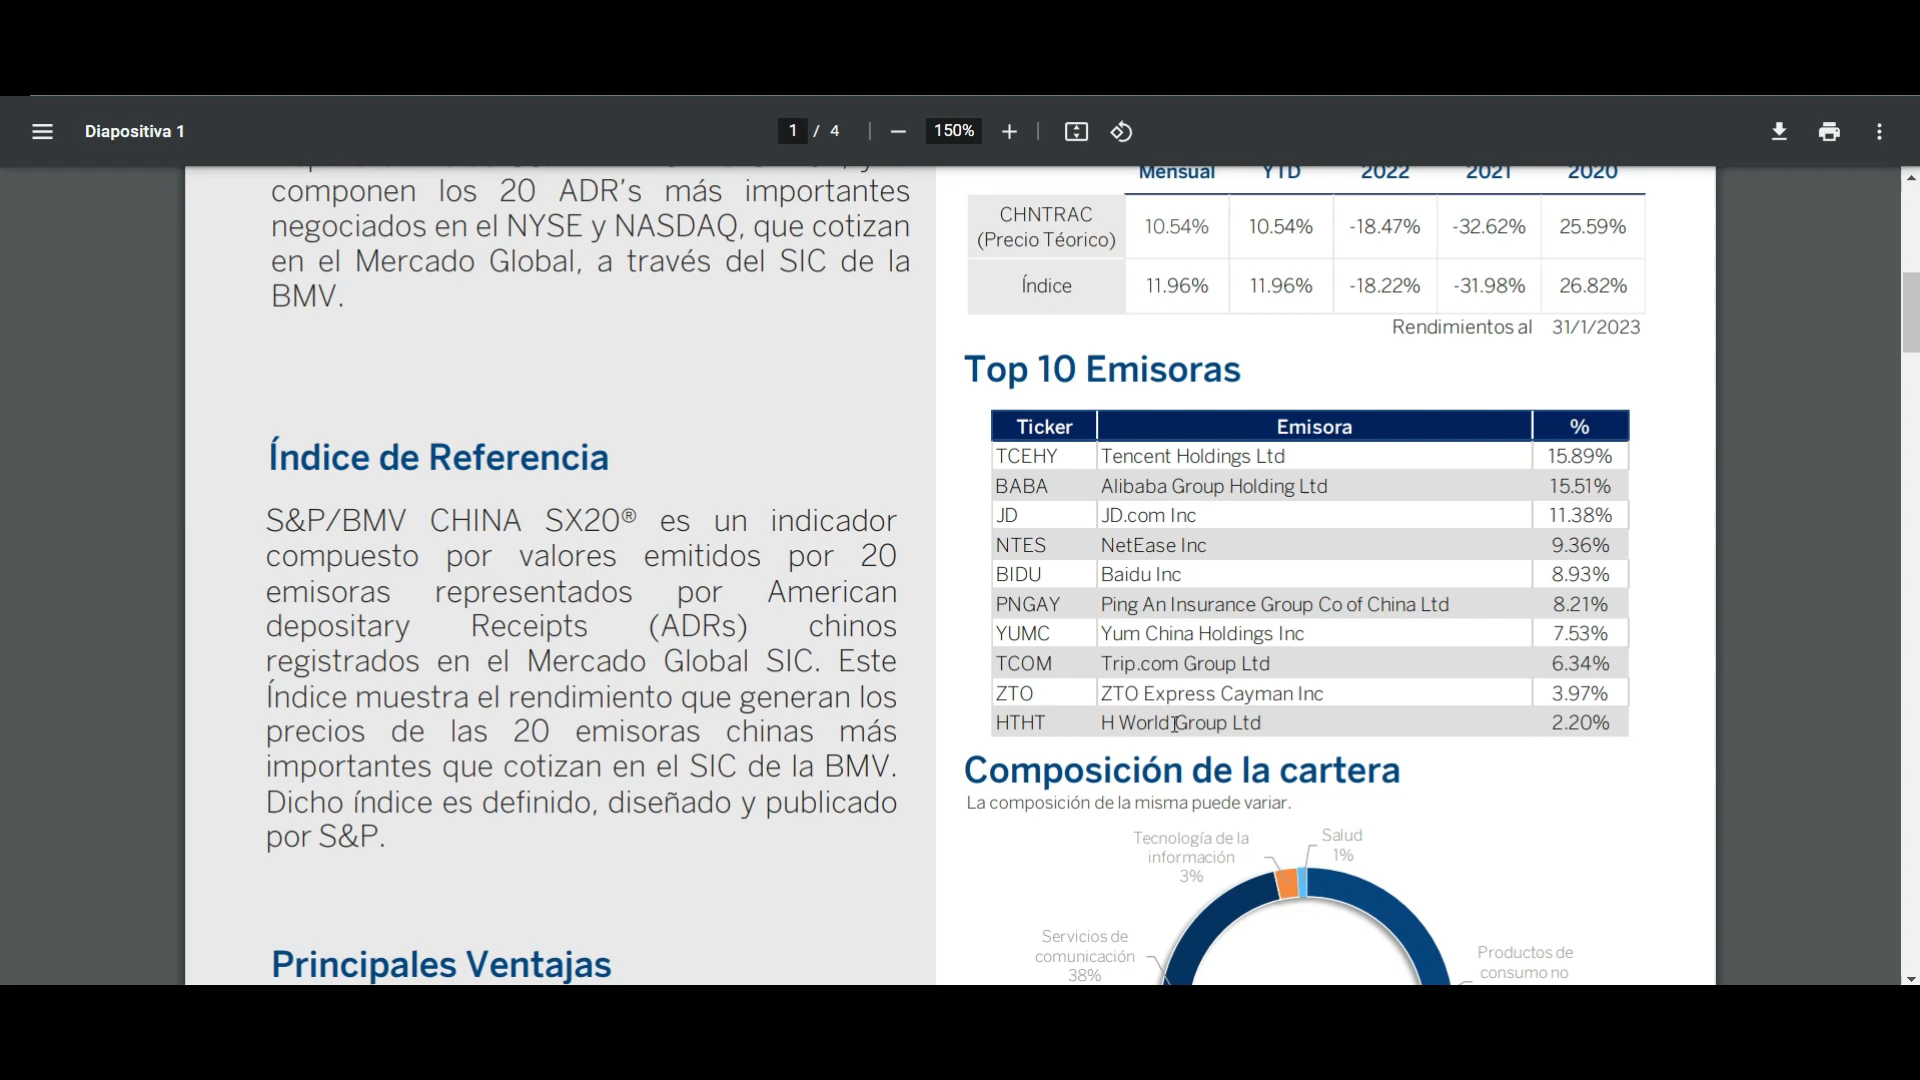 Diapositiva 1
1 / 4
150%
componen los 20 ADR's más importantes
negociados en el NYSE y NASDAQ, que cotizan
en el Mercado Global, a través del SIC de la
BMV.
Índice de Referencia
S&P/BMV CHINA SX20® es un indicador
compuesto por valores emitidos por 20
emisoras representados por American
depositary Receipts (ADRs) chinos
registrados en el Mercado Global SIC. Este
Índice muestra el rendimiento que generan los
precios de las 20 emisoras chinas más
importantes que cotizan en el SIC de la BMV.
Dicho índice es definido, diseñado y publicado
por S&P.
Principales Ventajas
Mensual YTD 2022 2021 2020
CHNTRAC
(Precio Téorico) 10.54% 10.54% -18.47% -32.62% 25.59%
Índice 11.96% 11.96% -18.22% -31.98% 26.82%
Rendimientos al 31/1/2023
Top 10 Emisoras
Ticker Emisora %
TCEHY Tencent Holdings Ltd 15.89%
BABA Alibaba Group Holding Ltd 15.51%
JD JD.com Inc 11.38%
NTES NetEase Inc 9.36%
BIDU Baidu Inc 8.93%
PNGAY Ping An Insurance Group Co of China Ltd 8.21%
YUMC Yum China Holdings Inc 7.53%
TCOM Trip.com Group Ltd 6.34%
ZTO ZTO Express Cayman Inc 3.97%
HTHT H World Group Ltd 2.20%
Composición de la cartera
La composición de la misma puede variar.
Tecnología de la
información
3%
Salud
1%
Servicios de
comunicación
38%
Productos de
consumo no